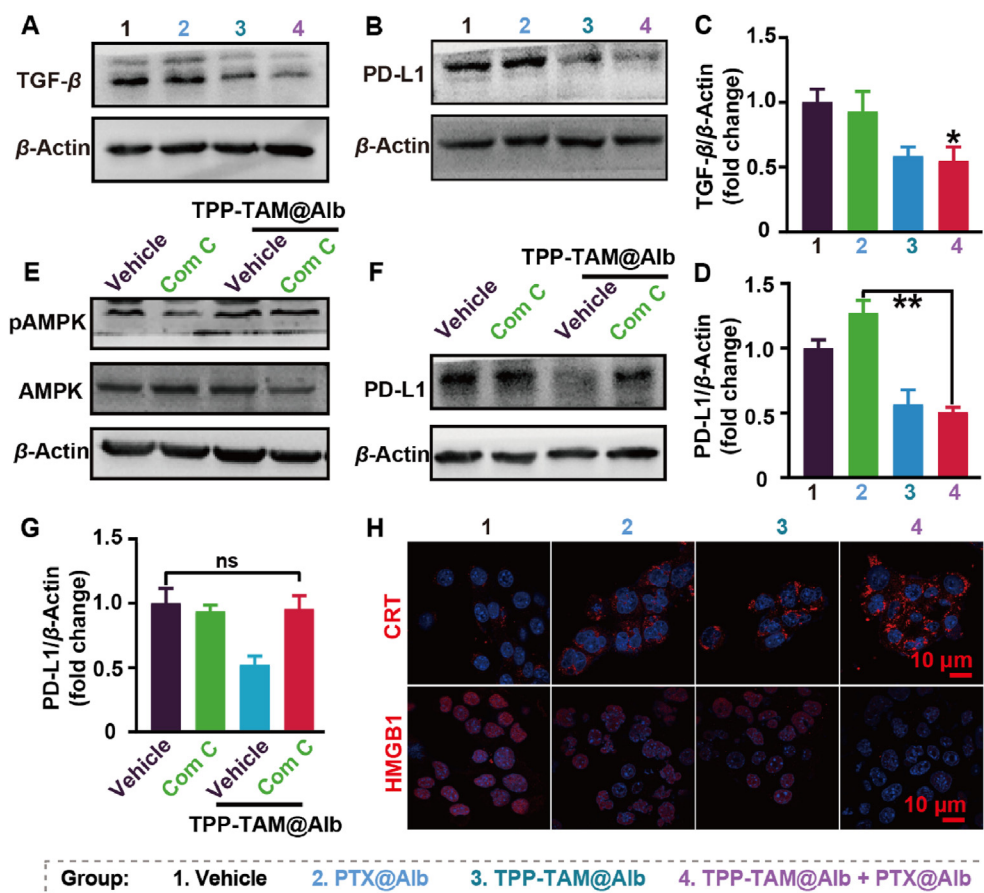 A
1 2 3 4
TGF-β
β-Actin
B
1 2 3 4
PD-L1
β-Actin
C
TGF-β/β-Actin
(fold change)
1.5
1.0
0.5
0
*
1 2 3 4
D
PD-L1/β-Actin
(fold change)
1.5
1.0
0.5
0
**
1 2 3 4
E
TPP-TAM@Alb
Vehicle Com C Vehicle Com C
pAMPK
AMPK
β-Actin
F
TPP-TAM@Alb
Vehicle Com C Vehicle Com C
PD-L1
β-Actin
G
PD-L1/β-Actin
(fold change)
1.5
1.0
0.5
0
ns
Vehicle Com C Vehicle Com C
TPP-TAM@Alb
H
1 2 3 4
CRT
10 μm
HMGB1
10 μm
Group: 1. Vehicle 2. PTX@Alb 3. TPP-TAM@Alb 4. TPP-TAM@Alb + PTX@Alb